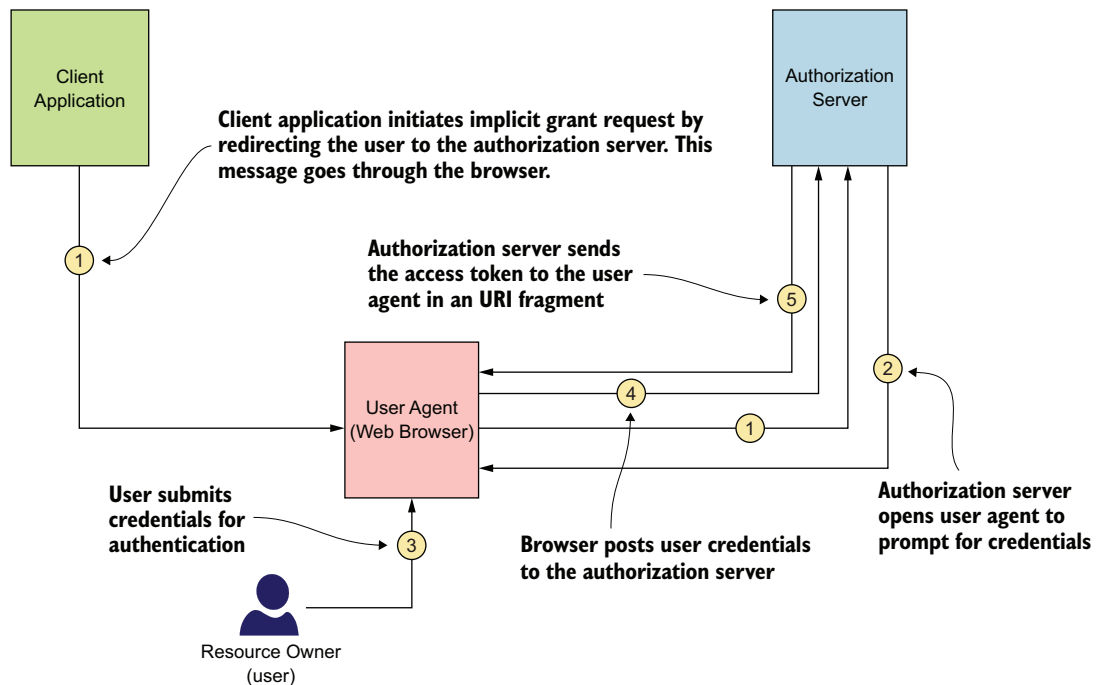 Client
Application
Authorization
Server
Client application initiates implicit grant request by
redirecting the user to the authorization server. This
message goes through the browser.
1
Authorization server sends
the access token to the user
agent in an URI fragment
5
2
4
User Agent
(Web Browser)
1
User submits
credentials for
authentication
3
Browser posts user credentials
to the authorization server
Authorization server
opens user agent to
prompt for credentials
Resource Owner
(user)